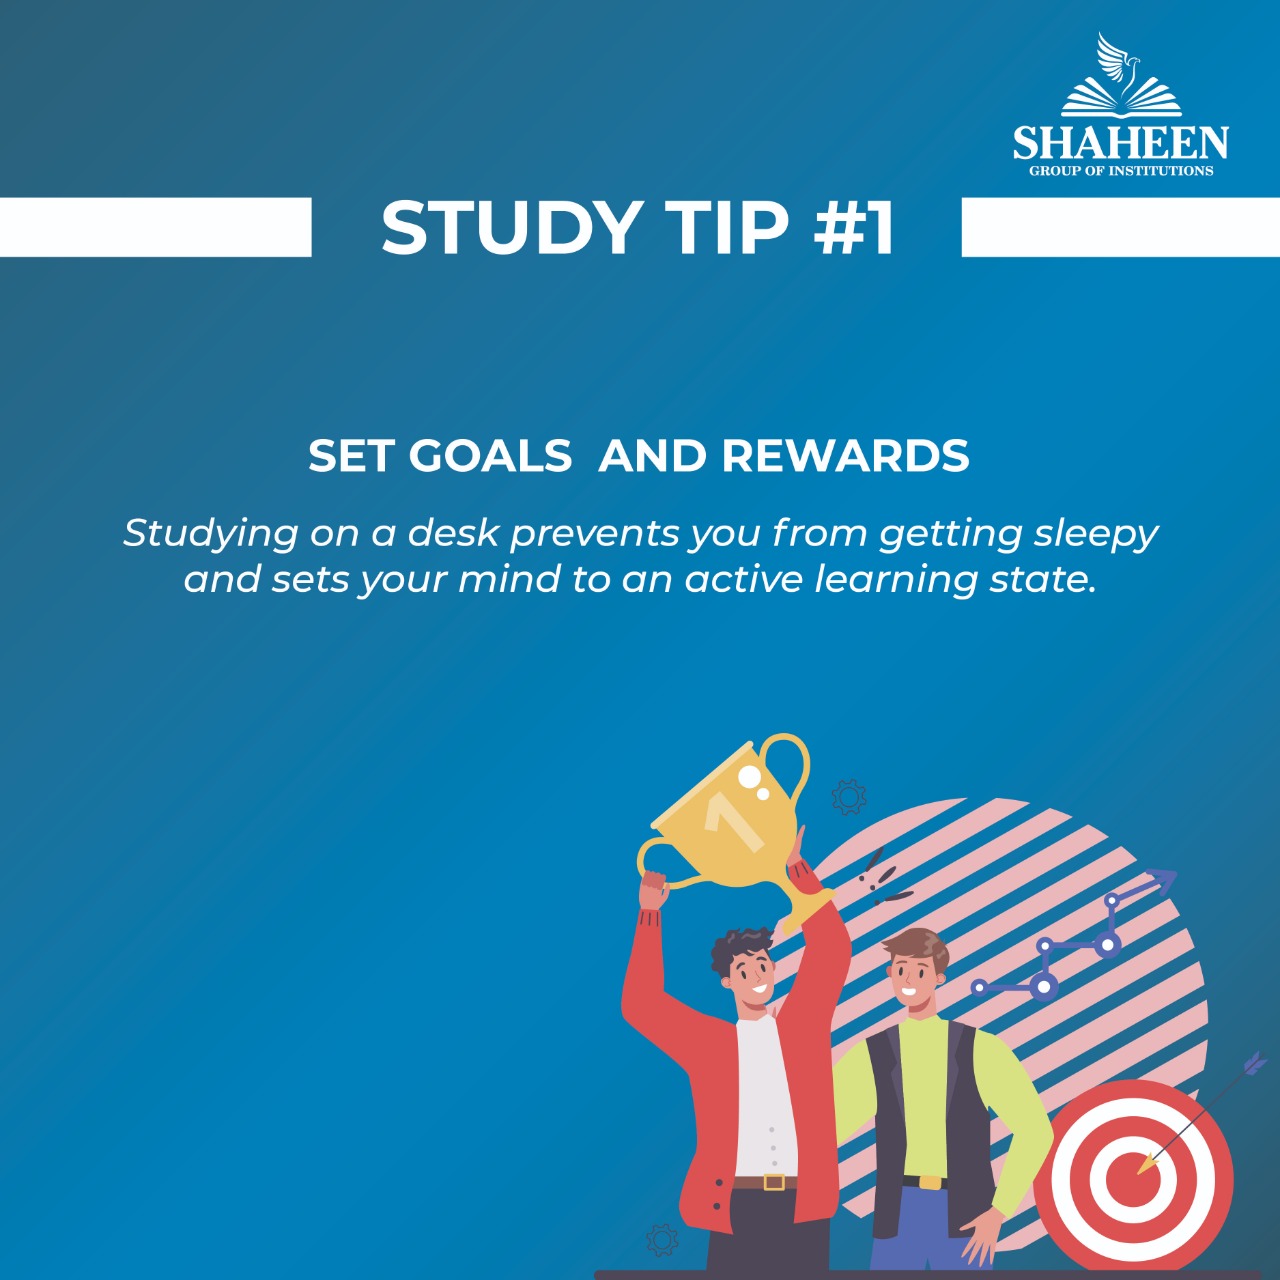 SHAHEEN
GROUP OF INSTITUTIONS
STUDY TIP #1
SET GOALS  AND REWARDS
Studying on a desk prevents you from getting sleepy
and sets your mind to an active learning state.
1